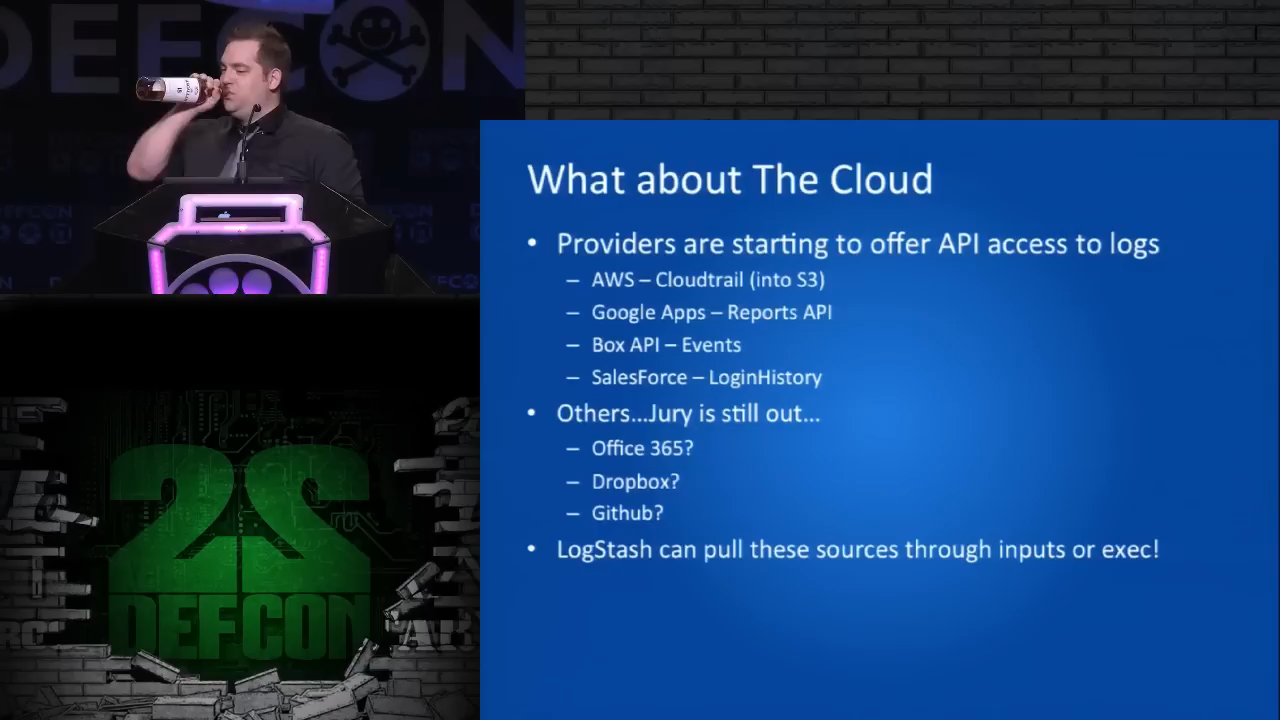 DEFCON
What about The Cloud
• Providers are starting to offer API access to logs
– AWS – Cloudtrail (into S3)
– Google Apps – Reports API
– Box API – Events
– SalesForce – LoginHistory
• Others...Jury is still out...
– Office 365?
– Dropbox?
– Github?
• LogStash can pull these sources through inputs or exec!
22
DEFCON